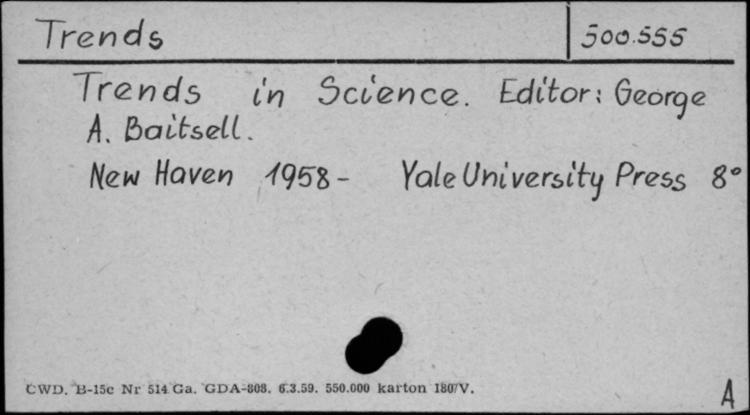 Trends 500.555
Trends in Science. Editor: George
A. Baitsell.
New Haven 1958- Yale University Press 8°
CWD. B-15c Nr 514 Ga. GDA-808. 6.3.59. 550.000 karton 180/V.
A